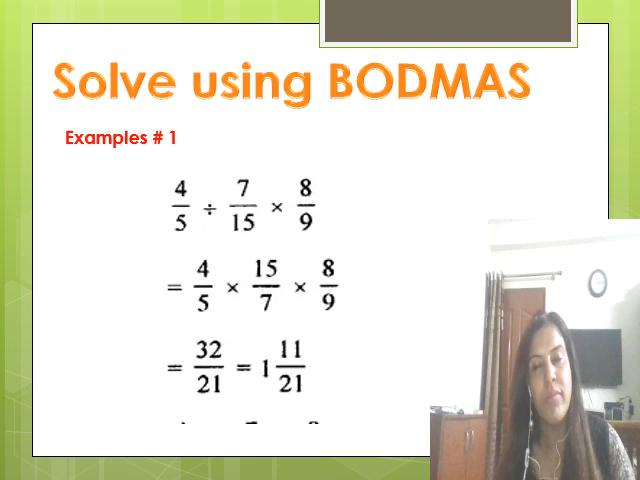 Solve using BODMAS
Examples # 1
4/5 ÷ 7/15 × 8/9
= 4/5 × 15/7 × 8/9
= 32/21 = 1 11/21